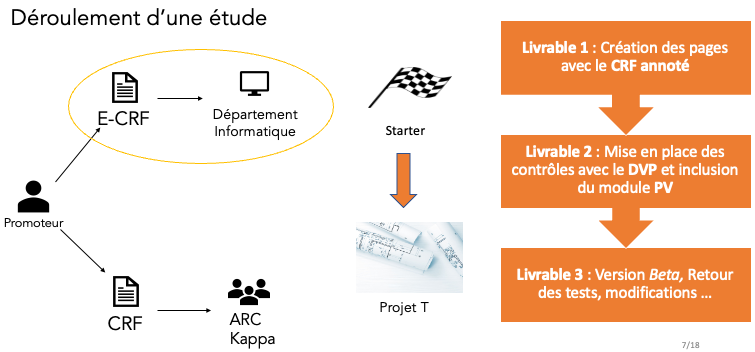 Déroulement d'une étude
E-CRF
Département
Informatique
Promoteur
CRF
ARC
Kappa
Starter
Projet T
Livrable 1 : Création des pages
avec le CRF annoté
Livrable 2 : Mise en place des
contrôles avec le DVP et inclusion
du module PV
Livrable 3 : Version Beta, Retour
des tests, modifications ...
7/18